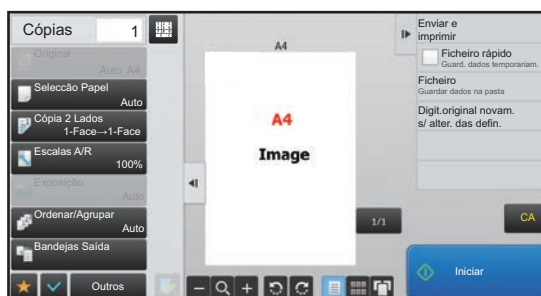 Cópias 1
Original
Auto A4
Selecção Papel
Auto
Cópia 2 Lados
1-Face→1-Face
Escalas A/R
100%
Exposição
Auto
Ordenar/Agrupar
Auto
Bandejas Saída
Outros
A4
A4
Image
1/1
Enviar e
imprimir
Ficheiro rápido
Guard. dados temporariam.
Ficheiro
Guardar dados na pasta
Digit.original novam.
s/ alter. das defin.
CA
Iniciar